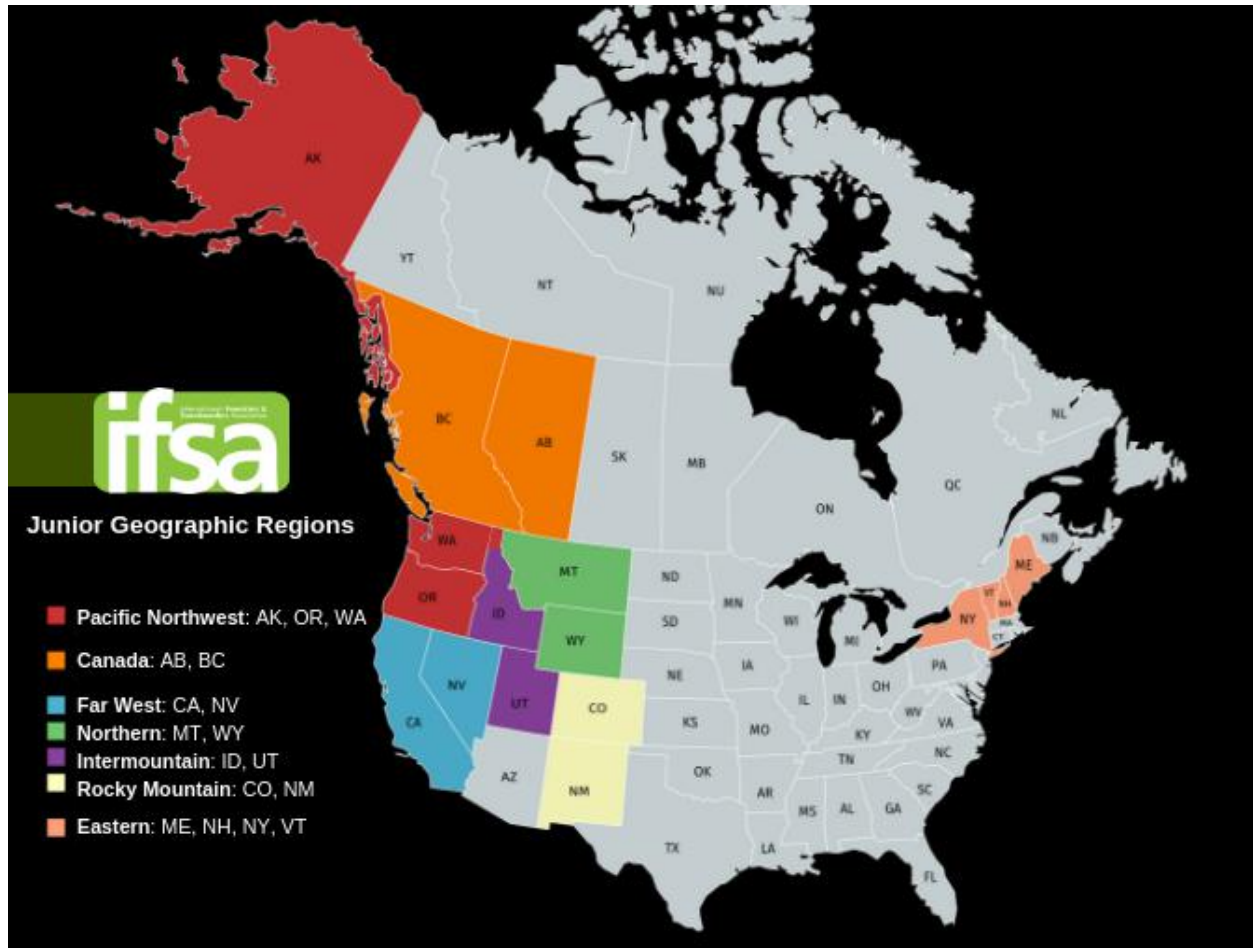 AK
YT
NT
NU
BC
AB
SK
MB
ON
QC
NL
NB
ifsa
Junior Geographic Regions
WA
OR
ID
MT
WY
ND
SD
MN
WI
MI
ME
VT
NH
NY
MA
CT
PA
NE
IA
IL
IN
OH
WV
VA
NV
CA
UT
CO
KS
MO
KY
NC
TN
AZ
NM
OK
AR
SC
MS
AL
GA
TX
LA
FL
Pacific Northwest: AK, OR, WA
Canada: AB, BC
Far West: CA, NV
Northern: MT, WY
Intermountain: ID, UT
Rocky Mountain: CO, NM
Eastern: ME, NH, NY, VT